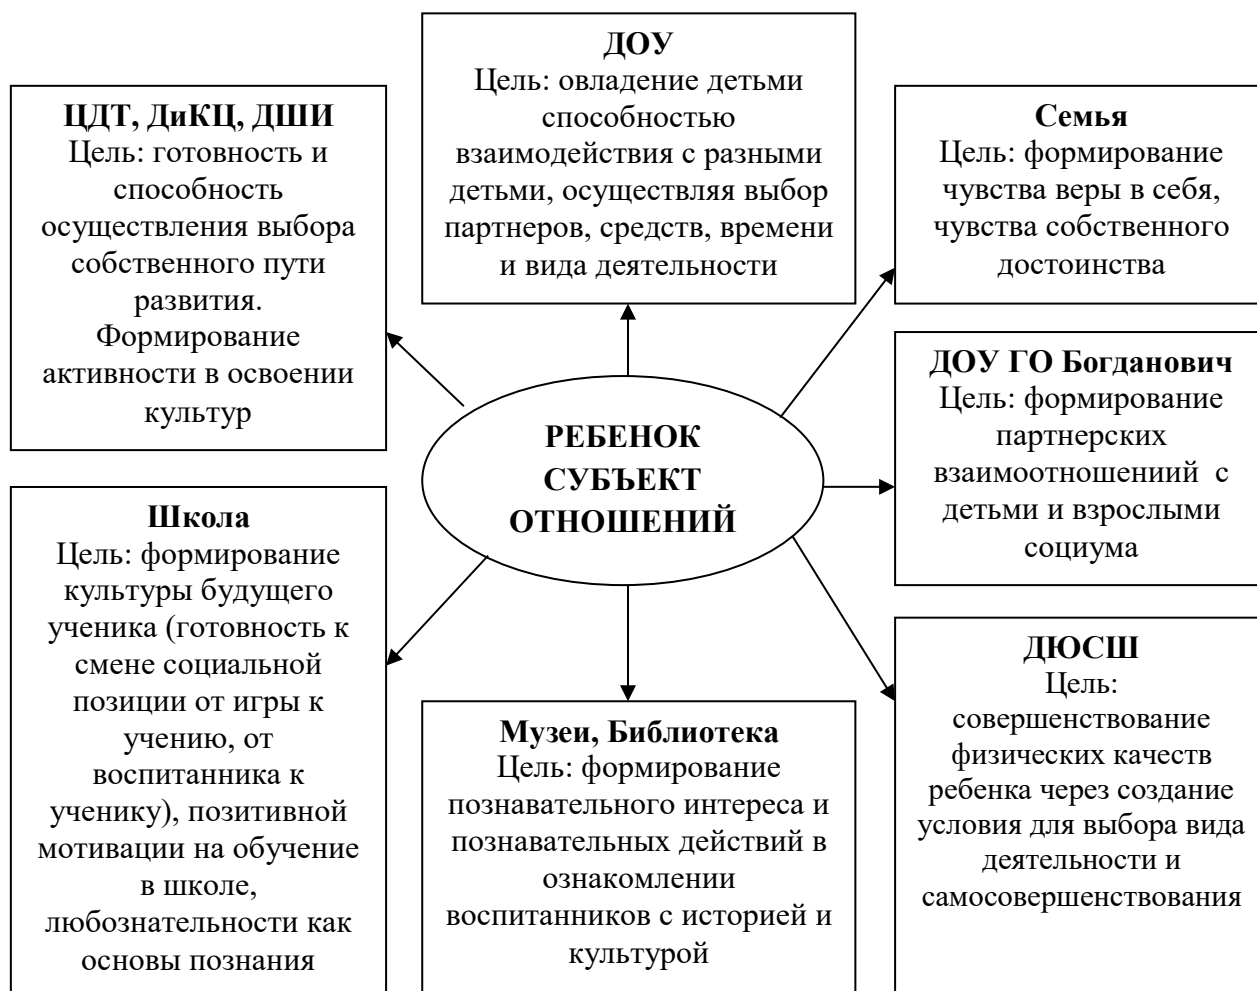 ДОУ
Цель: овладение детьми
способностью
взаимодействия с разными
детьми, осуществляя выбор
партнеров, средств, времени
и вида деятельности
ЦДТ, ДиКЦ, ДШИ
Цель: готовность и
способность
осуществления выбора
собственного пути
развития.
Формирование
активности в освоении
культур
Семья
Цель: формирование
чувства веры в себя,
чувства собственного
достоинства
ДОУ ГО Богданович
Цель: формирование
партнерских
взаимоотношениий с
детьми и взрослыми
социума
РЕБЕНОК
СУБЪЕКТ
ОТНОШЕНИЙ
Школа
Цель: формирование
культуры будущего
ученика (готовность к
смене социальной
позиции от игры к
учению, от
воспитанника к
ученику), позитивной
мотивации на обучение
в школе,
любознательности как
основы познания
Музеи, Библиотека
Цель: формирование
познавательного интереса и
познавательных действий в
ознакомлении
воспитанников с историей и
культурой
ДЮСШ
Цель:
совершенствование
физических качеств
ребенка через создание
условия для выбора вида
деятельности и
самосовершенствования